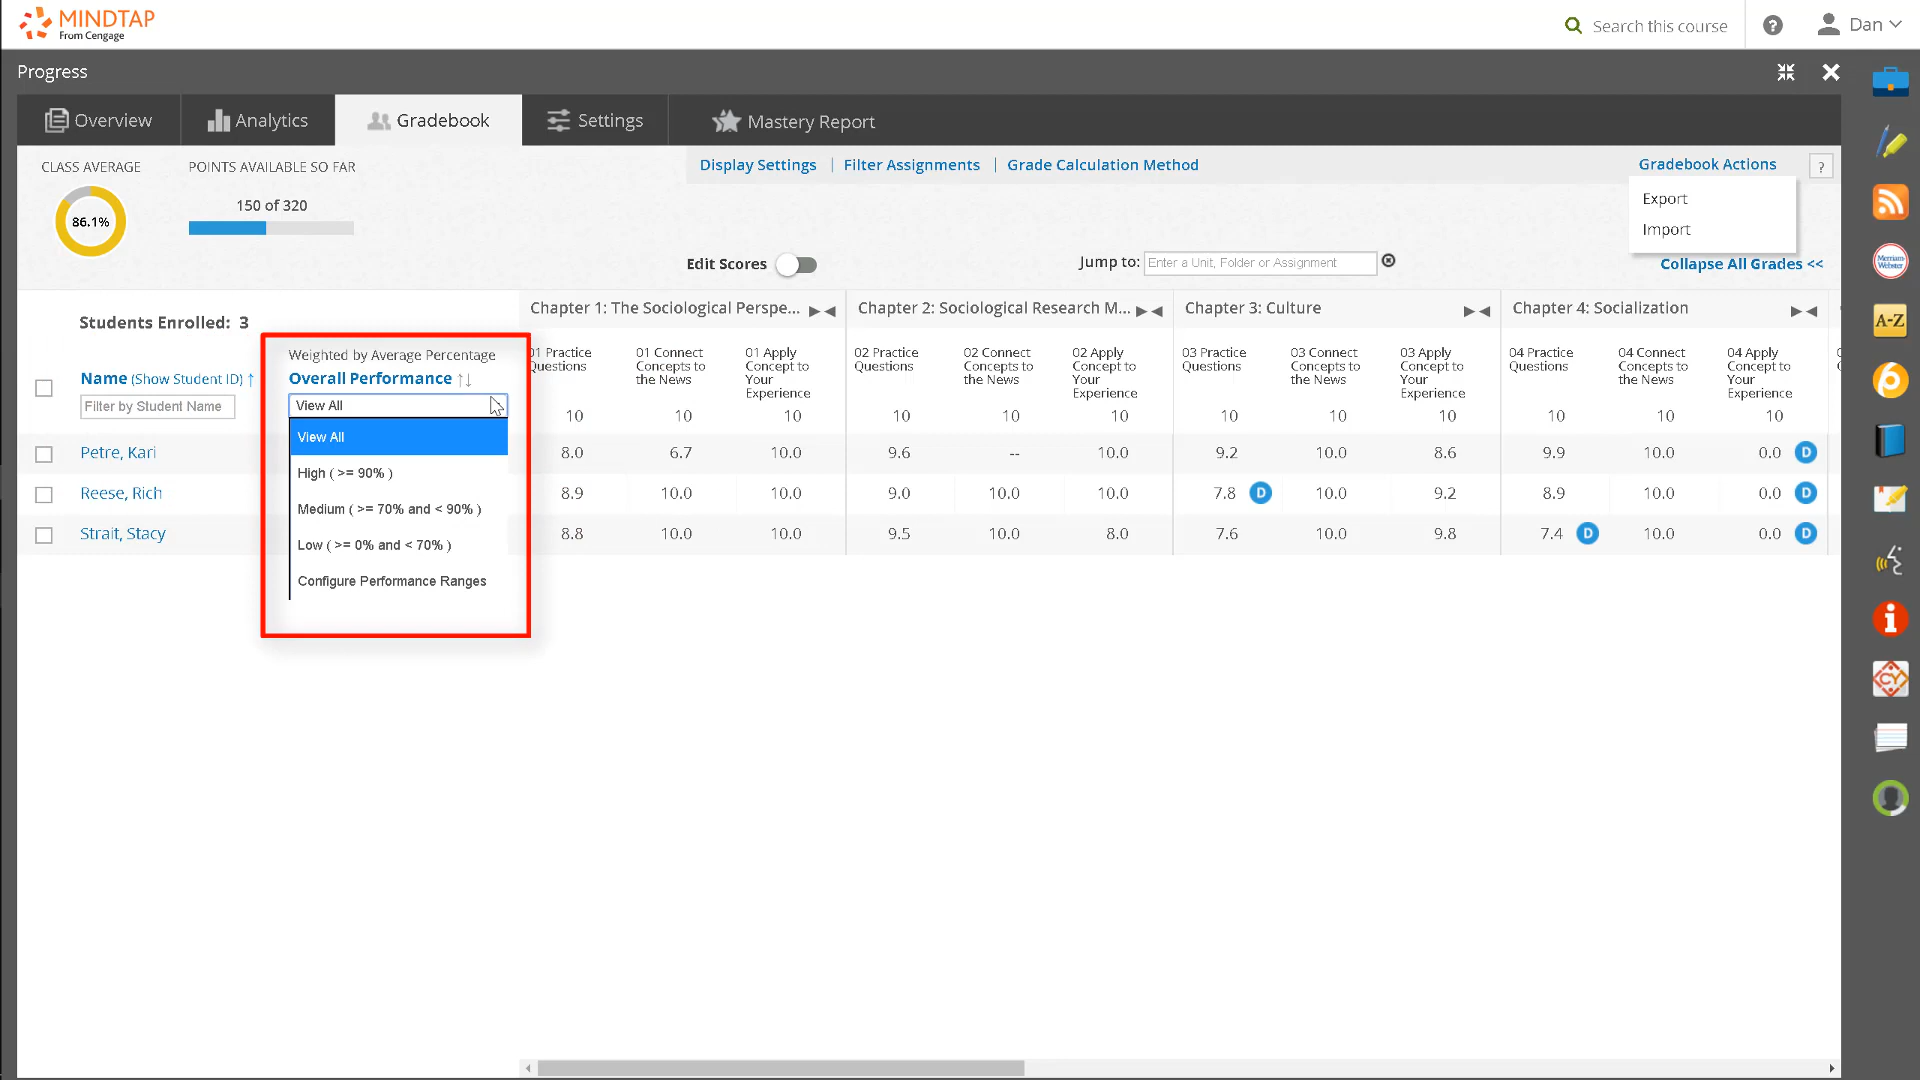 MINDTAP
From Cengage
Search this course
?
Dan
Progress
Overview
Analytics
Gradebook
Settings
Mastery Report
CLASS AVERAGE
POINTS AVAILABLE SO FAR
Display Settings | Filter Assignments | Grade Calculation Method
Gradebook Actions
?
86.1%
150 of 320
Export
Import
Edit Scores
Jump to: Enter a Unit, Folder or Assignment
Collapse All Grades <<
Students Enrolled: 3
Chapter 1: The Sociological Perspe...
Chapter 2: Sociological Research M...
Chapter 3: Culture
Chapter 4: Socialization
Weighted by Average Percentage
Name (Show Student ID) ↑
Overall Performance ↑↓
Filter by Student Name
View All
01 Practice
Questions
01 Connect
Concepts to
the News
01 Apply
Concept to
Your
Experience
02 Practice
Questions
02 Connect
Concepts to
the News
02 Apply
Concept to
Your
Experience
03 Practice
Questions
03 Connect
Concepts to
the News
03 Apply
Concept to
Your
Experience
04 Practice
Questions
04 Connect
Concepts to
the News
04 Apply
Concept to
Your
Experience
10 10 10 10 10 10 10 10 10 10 10 10
View All
High ( >= 90% )
Medium ( >= 70% and < 90% )
Low ( >= 0% and < 70% )
Configure Performance Ranges
Petre, Kari 8.0 6.7 10.0 9.6 -- 10.0 9.2 10.0 8.6 9.9 10.0 0.0 D
Reese, Rich 8.9 10.0 10.0 9.0 10.0 10.0 7.8 D 10.0 9.2 8.9 10.0 0.0 D
Strait, Stacy 8.8 10.0 10.0 9.5 10.0 8.0 7.6 10.0 9.8 7.4 D 10.0 0.0 D
Merriam
Webster
A-Z
CY